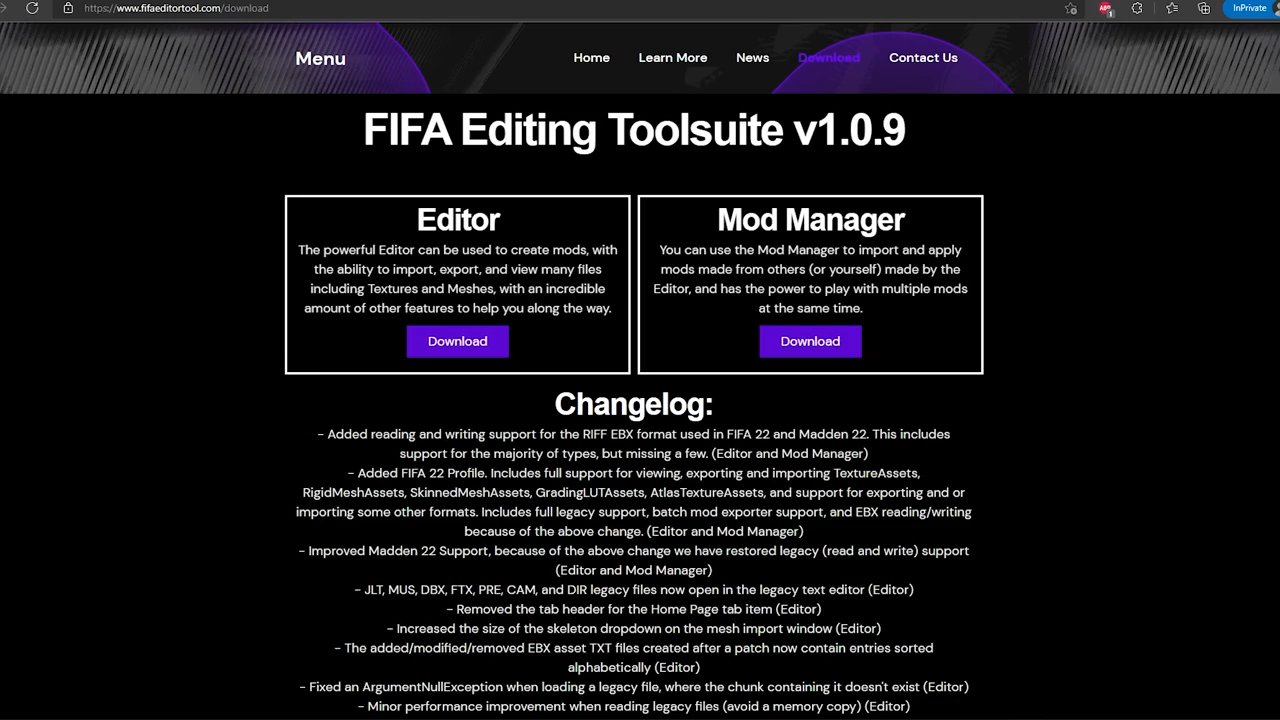 https://www.fifaeditortool.com/download
ABP
1
InPrivate
Menu
Home
Learn More
News
Download
Contact Us
FIFA Editing Toolsuite v1.0.9
Editor
The powerful Editor can be used to create mods, with
the ability to import, export, and view many files
including Textures and Meshes, with an incredible
amount of other features to help you along the way.
Download
Mod Manager
You can use the Mod Manager to import and apply
mods made from others (or yourself) made by the
Editor, and has the power to play with multiple mods
at the same time.
Download
Changelog:
- Added reading and writing support for the RIFF EBX format used in FIFA 22 and Madden 22. This includes
support for the majority of types, but missing a few. (Editor and Mod Manager)
- Added FIFA 22 Profile. Includes full support for viewing, exporting and importing TextureAssets,
RigidMeshAssets, SkinnedMeshAssets, GradingLUTAssets, AtlasTextureAssets, and support for exporting and or
importing some other formats. Includes full legacy support, batch mod exporter support, and EBX reading/writing
because of the above change. (Editor and Mod Manager)
- Improved Madden 22 Support, because of the above change we have restored legacy (read and write) support
(Editor and Mod Manager)
- JLT, MUS, DBX, FTX, PRE, CAM, and DIR legacy files now open in the legacy text editor (Editor)
- Removed the tab header for the Home Page tab item (Editor)
- Increased the size of the skeleton dropdown on the mesh import window (Editor)
- The added/modified/removed EBX asset TXT files created after a patch now contain entries sorted
alphabetically (Editor)
- Fixed an ArgumentNullException when loading a legacy file, where the chunk containing it doesn't exist (Editor)
- Minor performance improvement when reading legacy files (avoid a memory copy) (Editor)